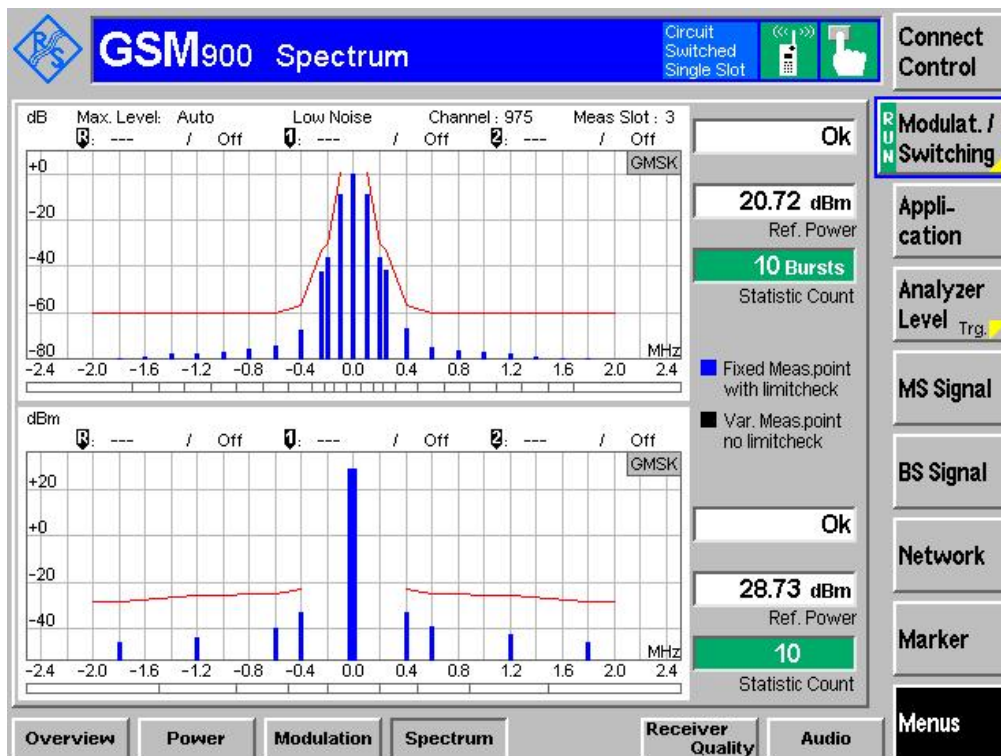 R S
GSM900 Spectrum
Circuit
Switched
Single Slot
Connect
Control
dB Max. Level: Auto Low Noise Channel : 975 Meas Slot : 3
R: --- / Off 1: --- / Off 2: --- / Off
GMSK
+0
-20
-40
-60
-80
MHz
-2.4 -2.0 -1.6 -1.2 -0.8 -0.4 0.0 0.4 0.8 1.2 1.6 2.0 2.4
Ok
20.72 dBm
Ref. Power
10 Bursts
Statistic Count
Fixed Meas.point
with limitcheck
Var. Meas.point
no limitcheck
dBm
R: --- / Off 1: --- / Off 2: --- / Off
GMSK
+20
+0
-20
-40
MHz
-2.4 -2.0 -1.6 -1.2 -0.8 -0.4 0.0 0.4 0.8 1.2 1.6 2.0 2.4
Ok
28.73 dBm
Ref. Power
10
Statistic Count
RUN
Modulat. /
Switching
Appli-
cation
Analyzer
Level Trg.
MS Signal
BS Signal
Network
Marker
Menus
Overview
Power
Modulation
Spectrum
Receiver
Quality
Audio